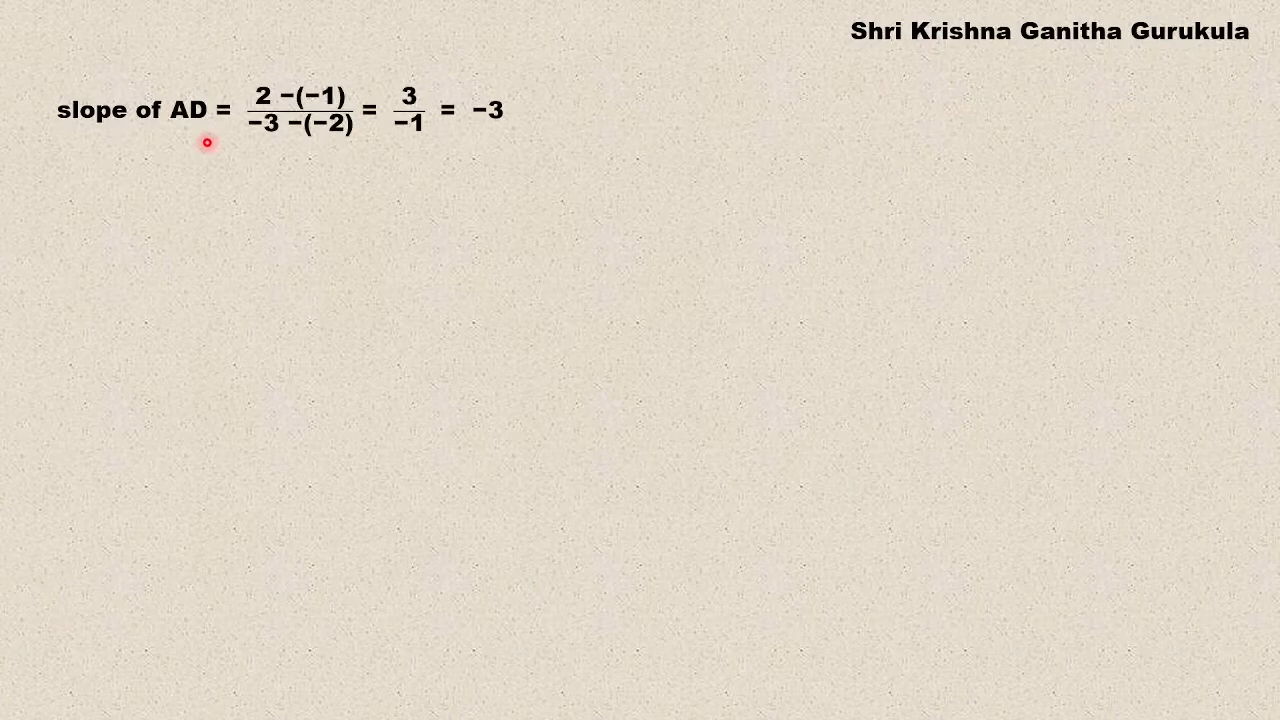 Shri Krishna Ganitha Gurukula
slope of AD = (2 −(−1))/(−3 −(−2)) = 3/−1 = −3